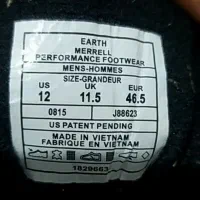 EARTH
MERRELL
PERFORMANCE FOOTWEAR
MENS-HOMMES
SIZE-GRANDEUR
US UK EUR
12 11.5 46.5
0815 J88623
US PATENT PENDING
MADE IN VIETNAM
FABRIQUE EN VIETNAM
1829663